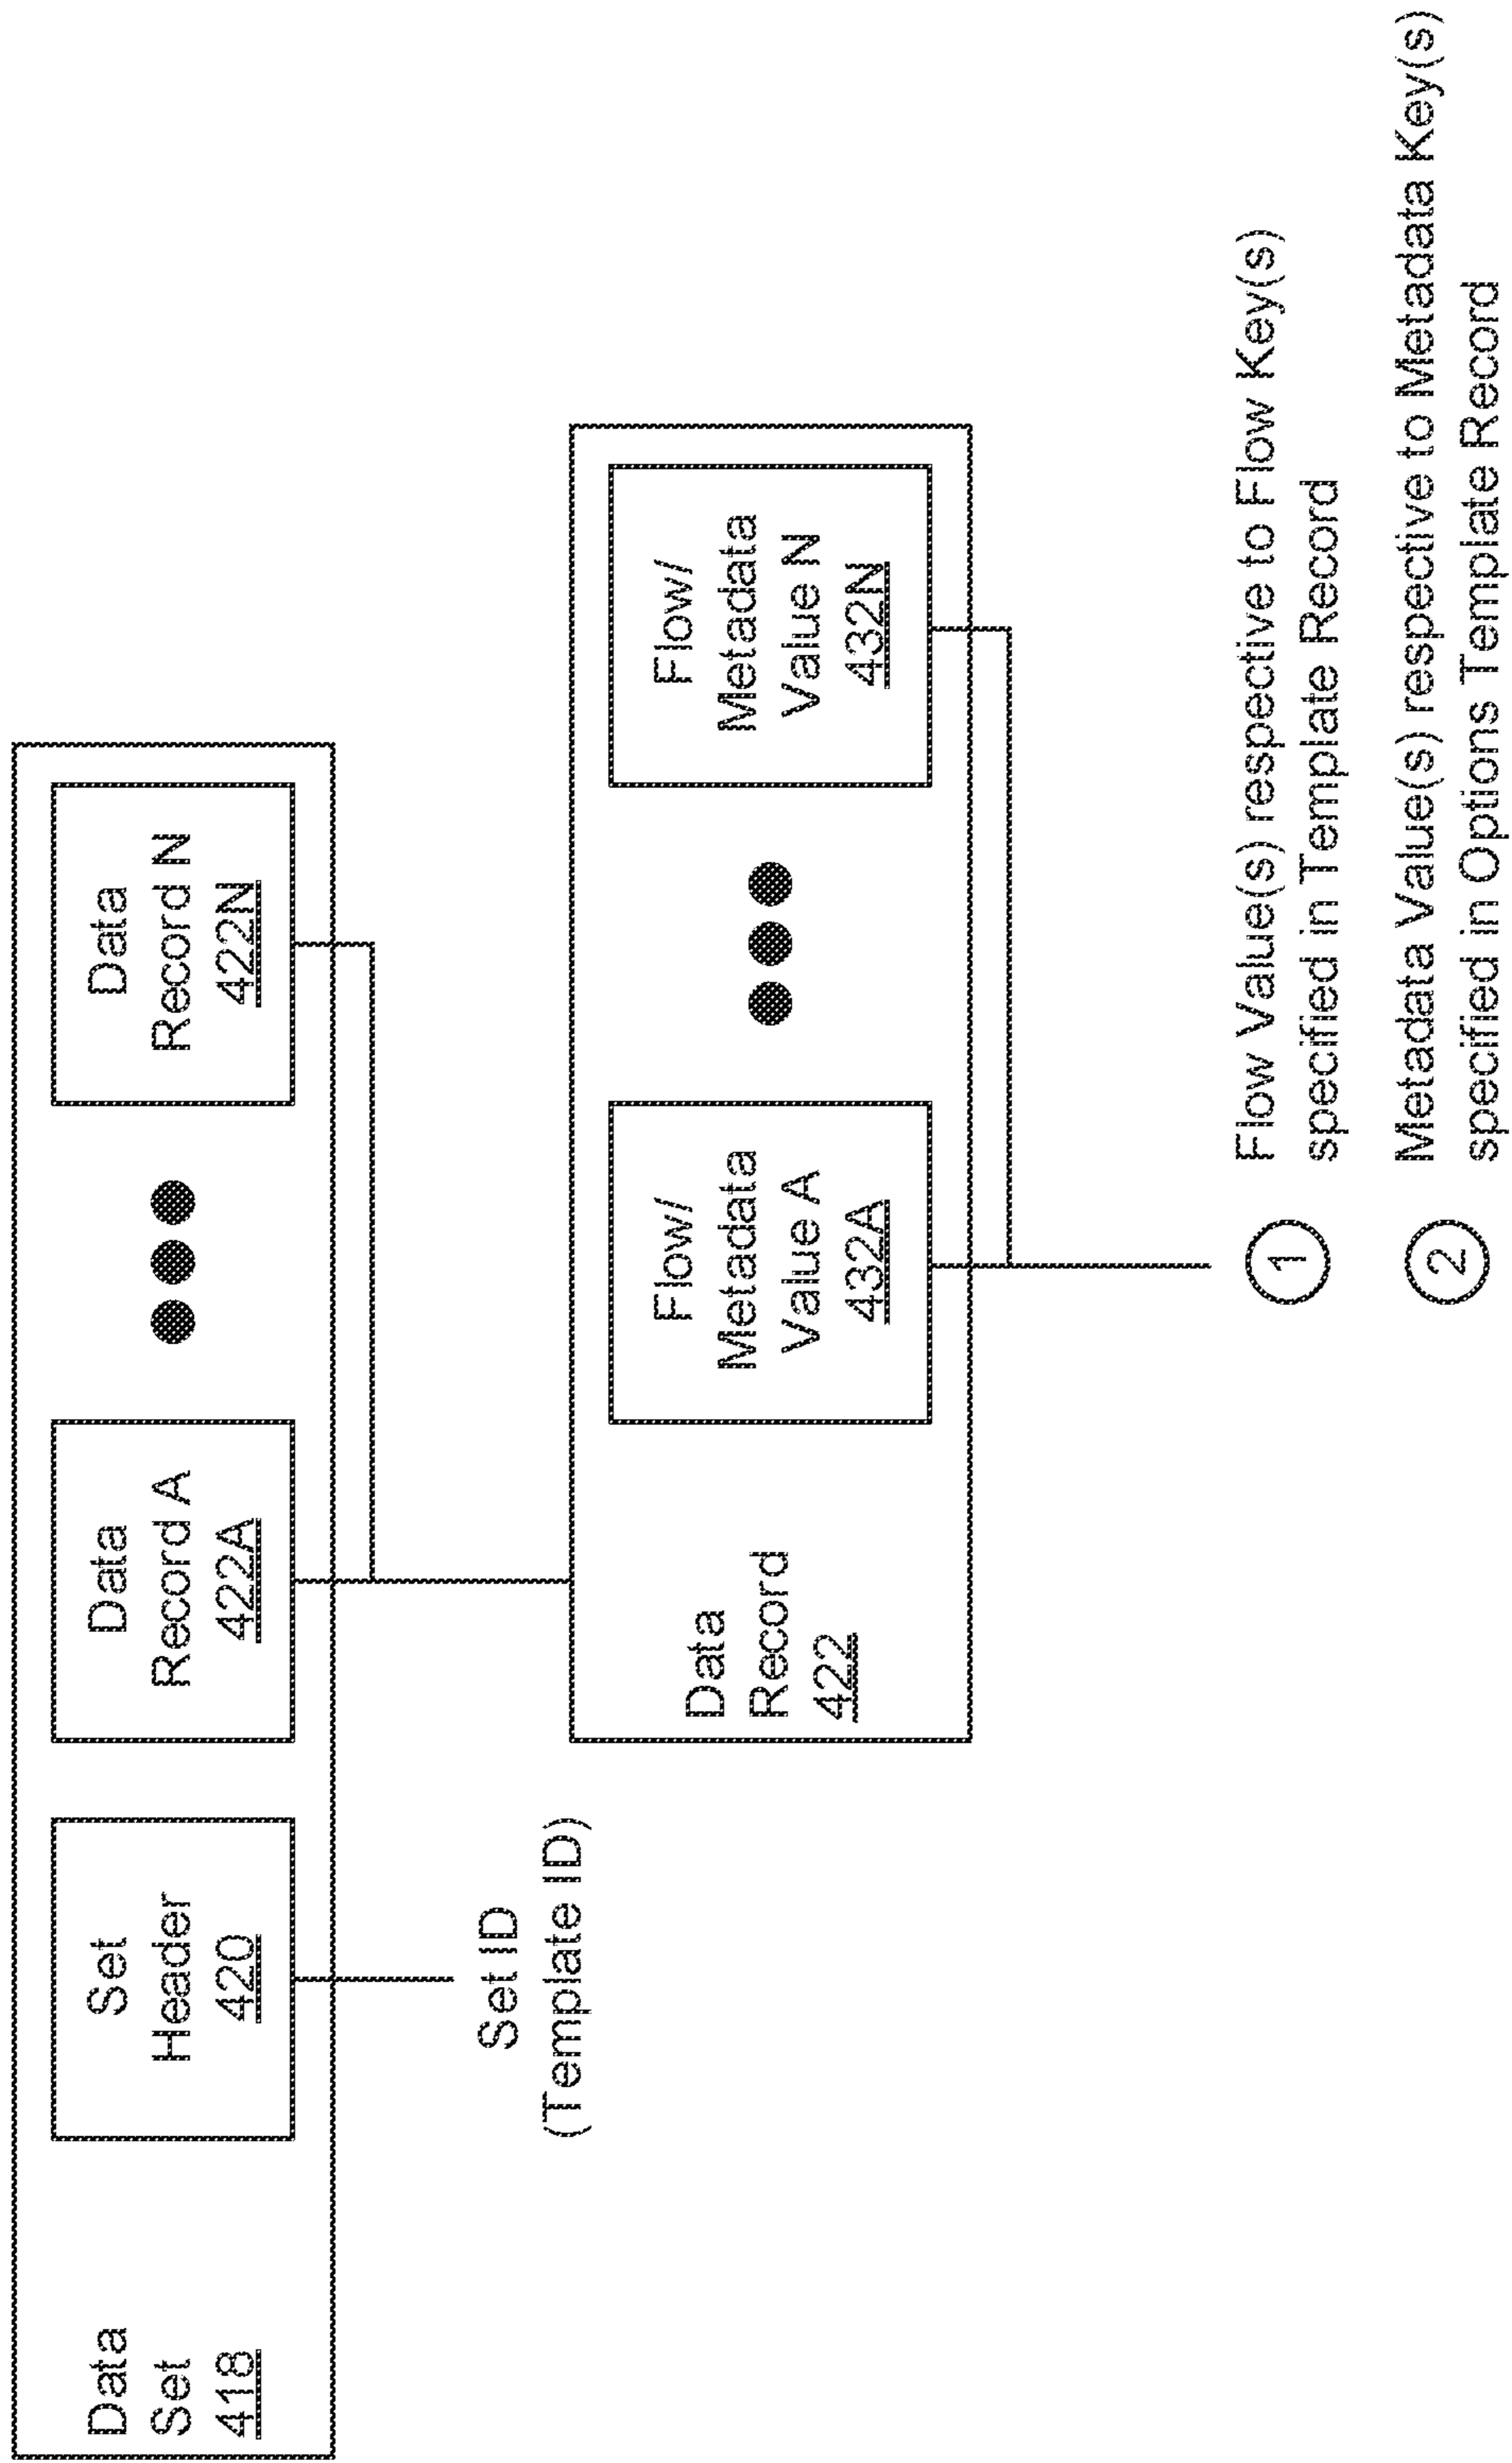 Data
Set
418
Set
Header
420
Data
Record A
422A
Data
Record N
422N
Set ID
(Template ID)
Data
Record
422
Flow/
Metadata
Value A
432A
Flow/
Metadata
Value N
432N
1
Flow Value(s) respective to Flow Key(s)
specified in Template Record
2
Metadata Value(s) respective to Metadata Key(s)
specified in Options Template Record